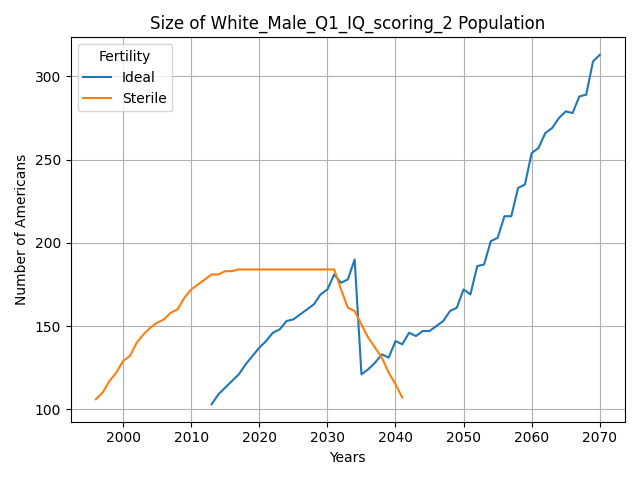 Size of White_Male_Q1_IQ_scoring_2 Population
Fertility
Ideal
Sterile
Number of Americans
300
250
200
150
100
2000 2010 2020 2030 2040 2050 2060 2070
Years